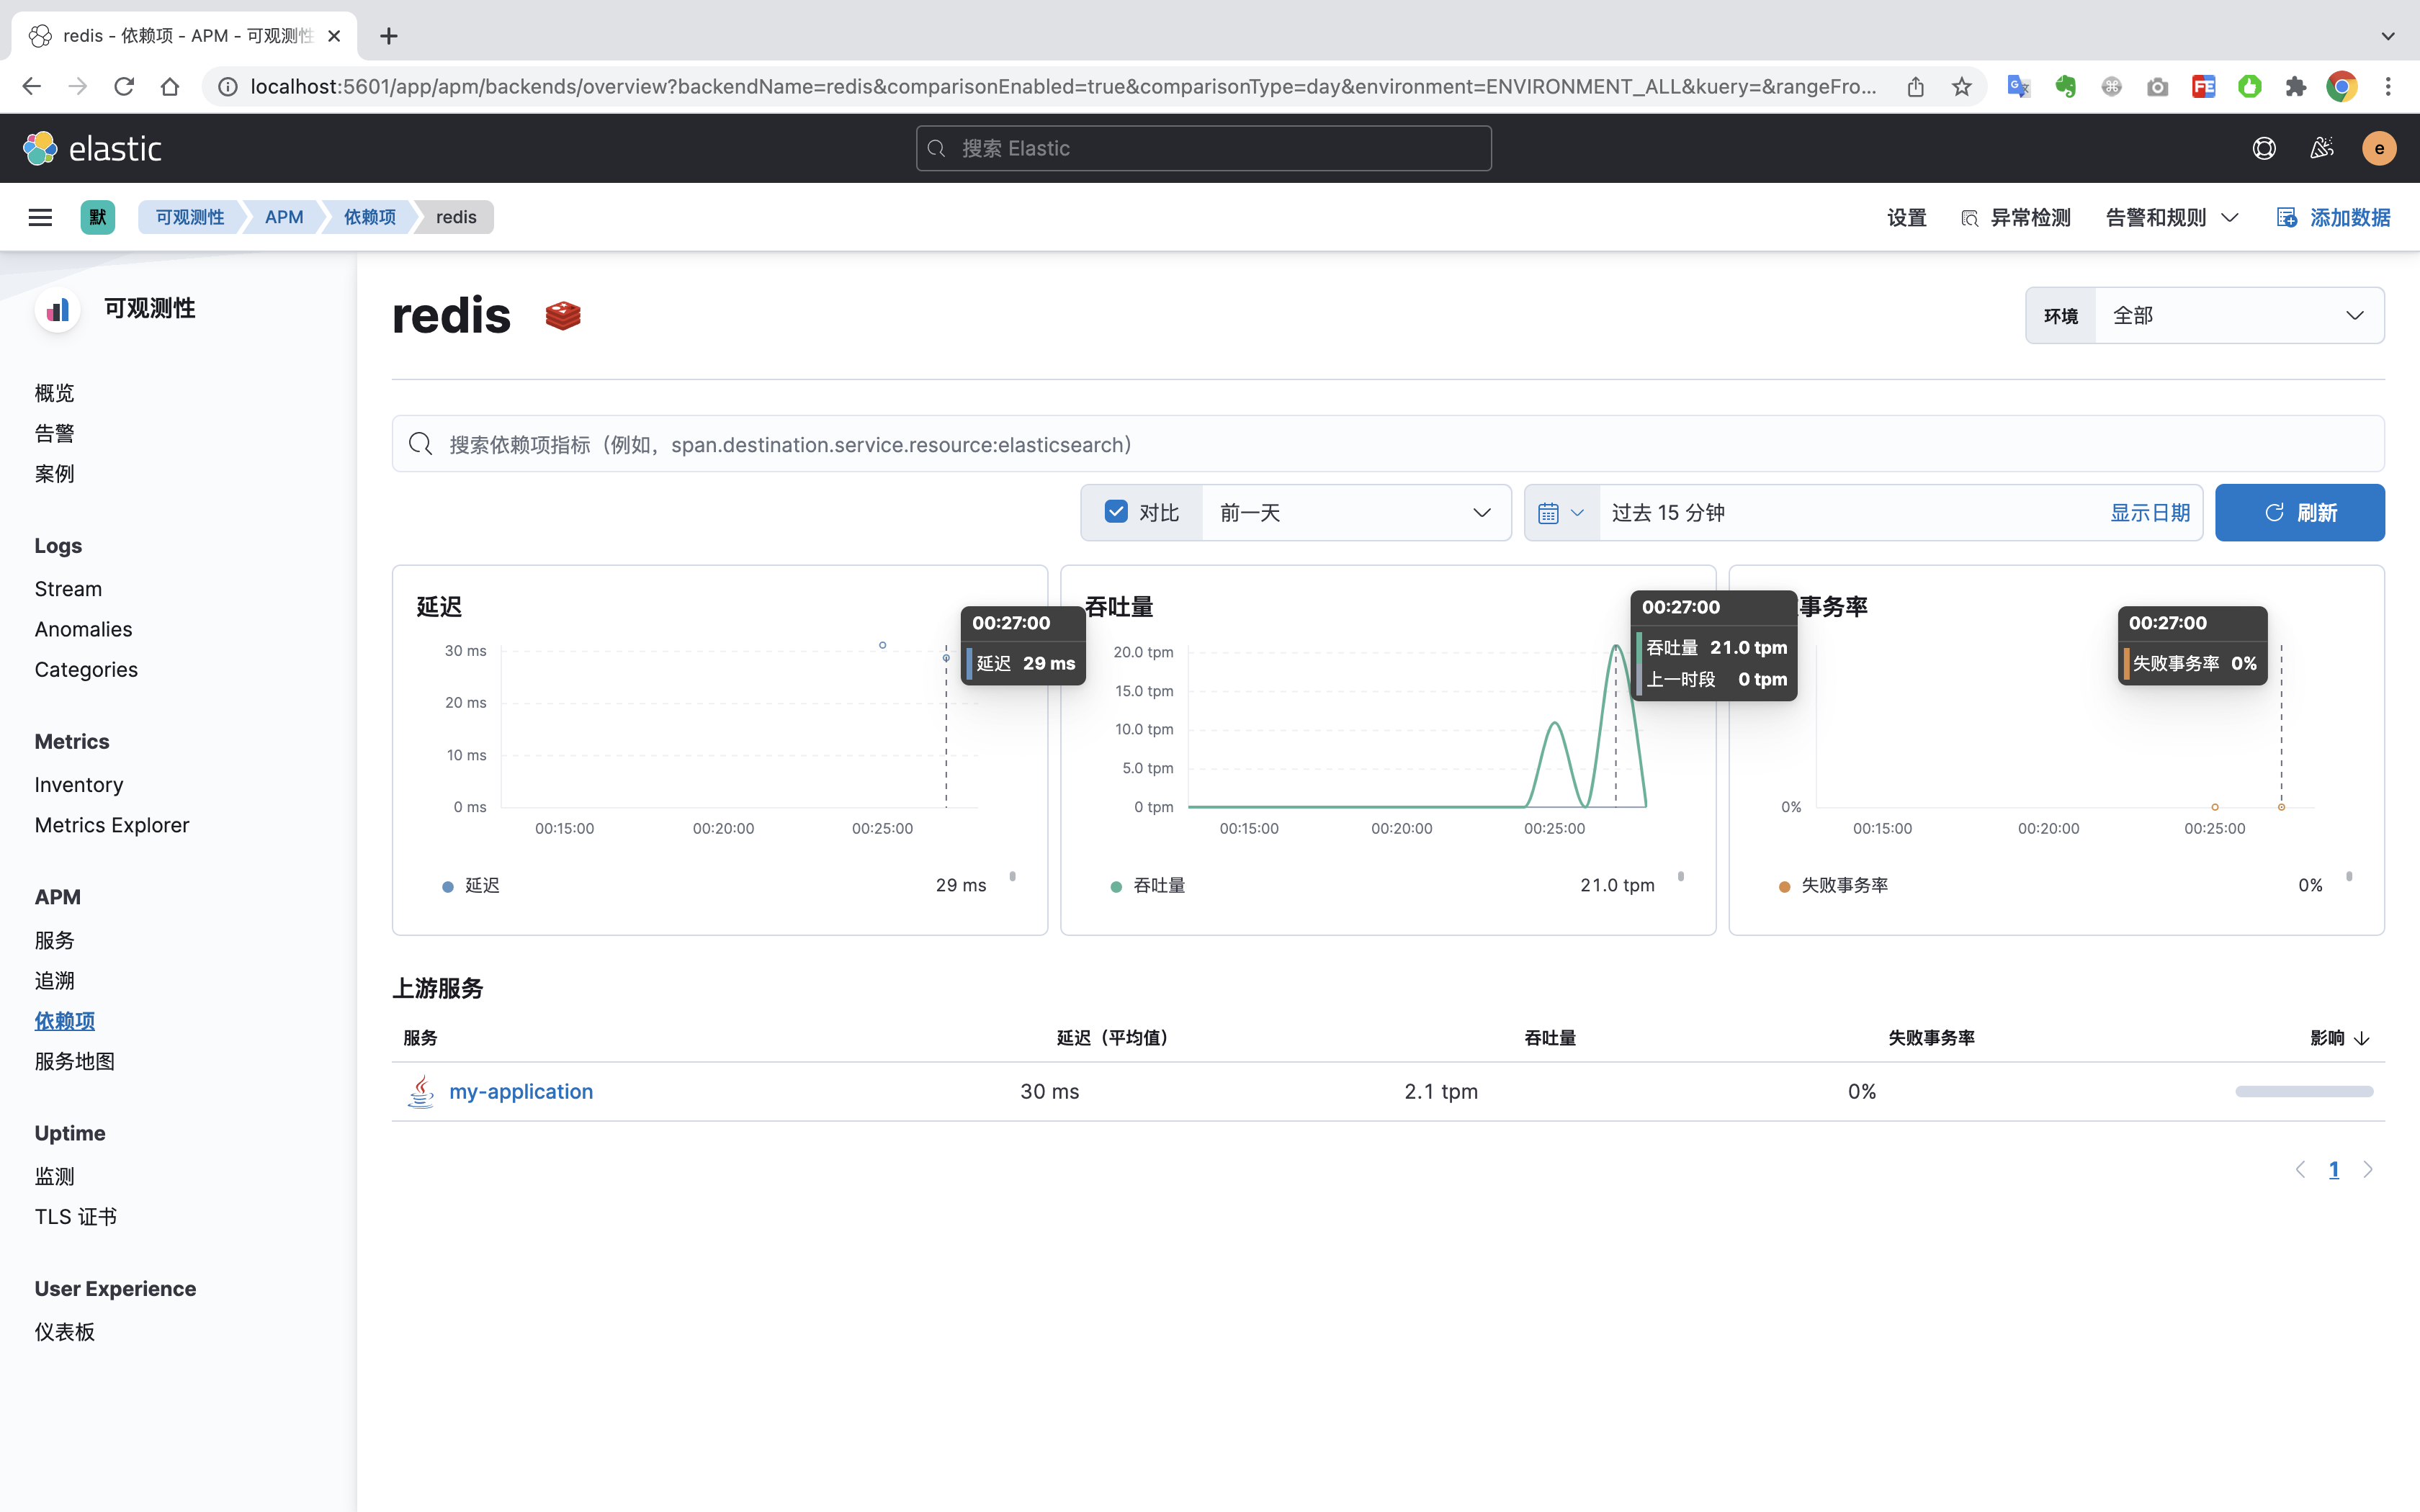 redis - 依赖项 - APM - 可观测性
localhost:5601/app/apm/backends/overview?backendName=redis&comparisonEnabled=true&comparisonType=day&environment=ENVIRONMENT_ALL&kuery=&rangeFro...
elastic
搜索 Elastic
e
默
可观测性
APM
依赖项
redis
设置
异常检测
告警和规则
添加数据
可观测性
概览
告警
案例
Logs
Stream
Anomalies
Categories
Metrics
Inventory
Metrics Explorer
APM
服务
追溯
依赖项
服务地图
Uptime
监测
TLS 证书
User Experience
仪表板
redis
环境
全部
搜索依赖项指标（例如，span.destination.service.resource:elasticsearch）
对比
前一天
过去 15 分钟
显示日期
刷新
延迟
30 ms
20 ms
10 ms
0 ms
00:15:00
00:20:00
00:25:00
00:27:00
延迟 29 ms
延迟
29 ms
吞吐量
20.0 tpm
15.0 tpm
10.0 tpm
5.0 tpm
0 tpm
00:15:00
00:20:00
00:25:00
00:27:00
吞吐量 21.0 tpm
上一时段 0 tpm
吞吐量
21.0 tpm
事务率
0%
00:15:00
00:20:00
00:25:00
00:27:00
失败事务率 0%
失败事务率
0%
上游服务
服务
延迟（平均值）
吞吐量
失败事务率
影响
my-application
30 ms
2.1 tpm
0%
1